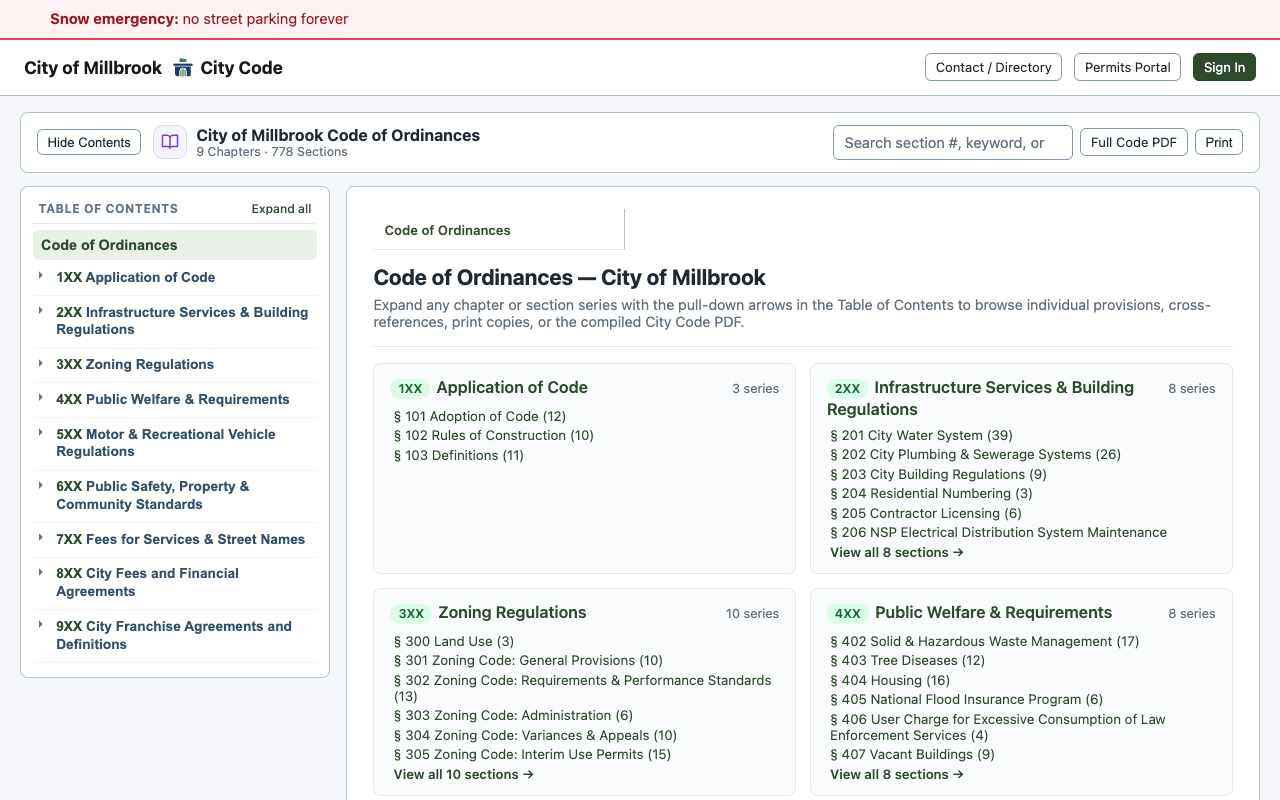 Snow emergency: no street parking forever
City of Millbrook City Code
Contact / Directory
Permits Portal
Sign In
Hide Contents
City of Millbrook Code of Ordinances
9 Chapters · 778 Sections
Search section #, keyword, or
Full Code PDF
Print
TABLE OF CONTENTS
Expand all
Code of Ordinances
1XX Application of Code
2XX Infrastructure Services & Building
Regulations
3XX Zoning Regulations
4XX Public Welfare & Requirements
5XX Motor & Recreational Vehicle
Regulations
6XX Public Safety, Property &
Community Standards
7XX Fees for Services & Street Names
8XX City Fees and Financial
Agreements
9XX City Franchise Agreements and
Definitions
Code of Ordinances
Code of Ordinances — City of Millbrook
Expand any chapter or section series with the pull-down arrows in the Table of Contents to browse individual provisions, cross-
references, print copies, or the compiled City Code PDF.
1XX Application of Code
3 series
§ 101 Adoption of Code (12)
§ 102 Rules of Construction (10)
§ 103 Definitions (11)
2XX Infrastructure Services & Building
Regulations
8 series
§ 201 City Water System (39)
§ 202 City Plumbing & Sewerage Systems (26)
§ 203 City Building Regulations (9)
§ 204 Residential Numbering (3)
§ 205 Contractor Licensing (6)
§ 206 NSP Electrical Distribution System Maintenance
View all 8 sections →
3XX Zoning Regulations
10 series
§ 300 Land Use (3)
§ 301 Zoning Code: General Provisions (10)
§ 302 Zoning Code: Requirements & Performance Standards
(13)
§ 303 Zoning Code: Administration (6)
§ 304 Zoning Code: Variances & Appeals (10)
§ 305 Zoning Code: Interim Use Permits (15)
View all 10 sections →
4XX Public Welfare & Requirements
8 series
§ 402 Solid & Hazardous Waste Management (17)
§ 403 Tree Diseases (12)
§ 404 Housing (16)
§ 405 National Flood Insurance Program (6)
§ 406 User Charge for Excessive Consumption of Law
Enforcement Services (4)
§ 407 Vacant Buildings (9)
View all 8 sections →